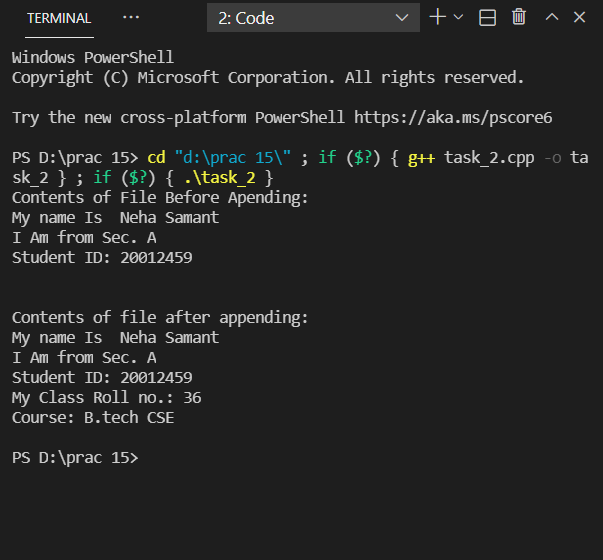 TERMINAL ··· 2: Code
Windows PowerShell
Copyright (C) Microsoft Corporation. All rights reserved.
Try the new cross-platform PowerShell https://aka.ms/pscore6
PS D:\prac 15> cd "d:\prac 15\" ; if ($?) { g++ task_2.cpp -o ta
sk_2 } ; if ($?) { .\task_2 }
Contents of File Before Apending:
My name Is  Neha Samant
I Am from Sec. A
Student ID: 20012459
Contents of file after appending:
My name Is  Neha Samant
I Am from Sec. A
Student ID: 20012459
My Class Roll no.: 36
Course: B.tech CSE
PS D:\prac 15>